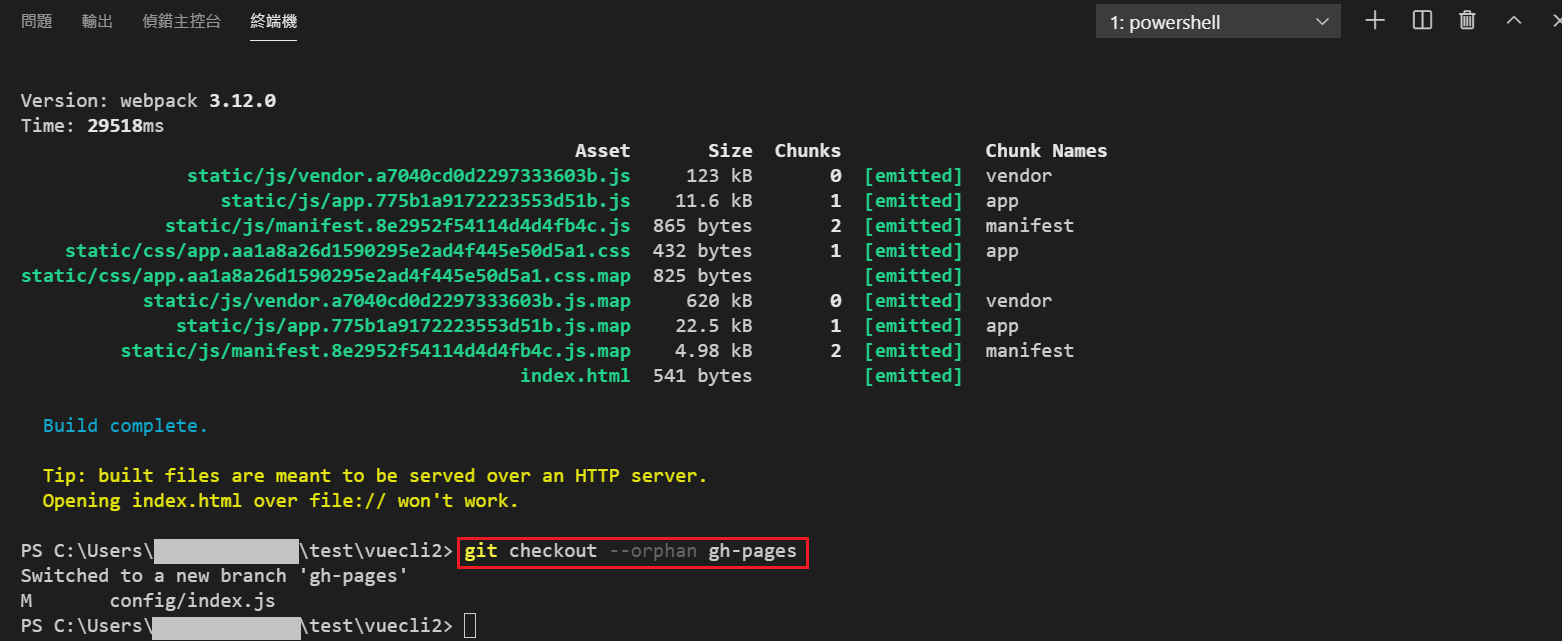 問題 輸出 偵錯主控台 終端機 1: powershell
Version: webpack 3.12.0
Time: 29518ms
Asset Size Chunks Chunk Names
static/js/vendor.a7040cd0d2297333603b.js 123 kB 0 [emitted] vendor
static/js/app.775b1a9172223553d51b.js 11.6 kB 1 [emitted] app
static/js/manifest.8e2952f54114d4d4fb4c.js 865 bytes 2 [emitted] manifest
static/css/app.aa1a8a26d1590295e2ad4f445e50d5a1.css 432 bytes 1 [emitted] app
static/css/app.aa1a8a26d1590295e2ad4f445e50d5a1.css.map 825 bytes [emitted]
static/js/vendor.a7040cd0d2297333603b.js.map 620 kB 0 [emitted] vendor
static/js/app.775b1a9172223553d51b.js.map 22.5 kB 1 [emitted] app
static/js/manifest.8e2952f54114d4d4fb4c.js.map 4.98 kB 2 [emitted] manifest
index.html 541 bytes [emitted]
Build complete.
Tip: built files are meant to be served over an HTTP server.
Opening index.html over file:// won't work.
PS C:\Users\ \test\vuecli2> git checkout --orphan gh-pages
Switched to a new branch 'gh-pages'
M config/index.js
PS C:\Users\ \test\vuecli2>